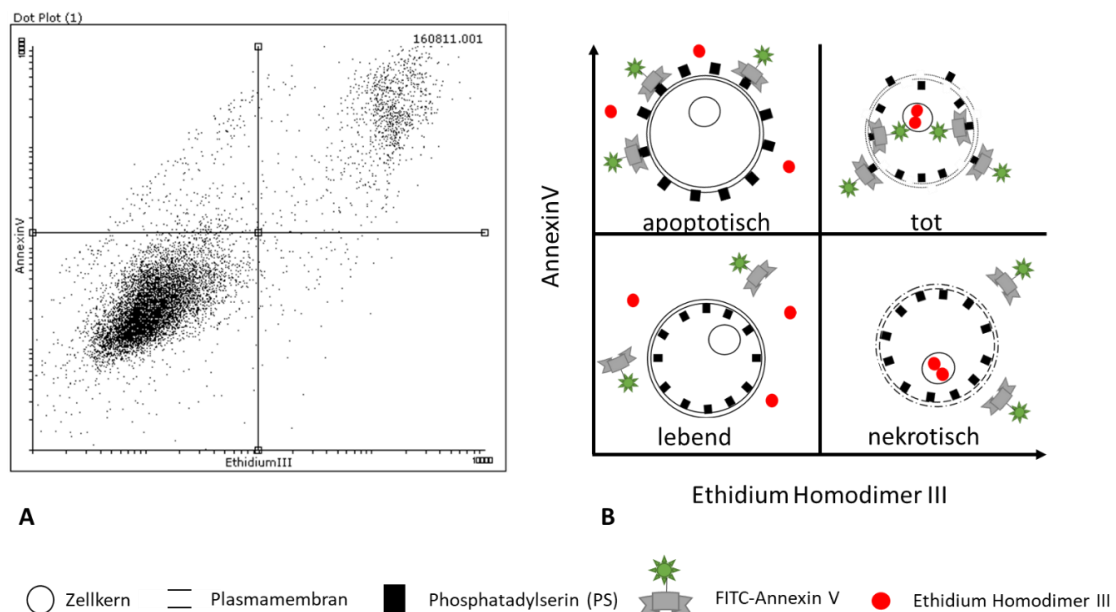 Dot Plot (1)
160811.001
AnnexinV
EthidiumIII
A
AnnexinV
apoptotisch
tot
lebend
nekrotisch
Ethidium Homodimer III
B
Zellkern
Plasmamembran
Phosphatadylserin (PS)
FITC-Annexin V
Ethidium Homodimer III